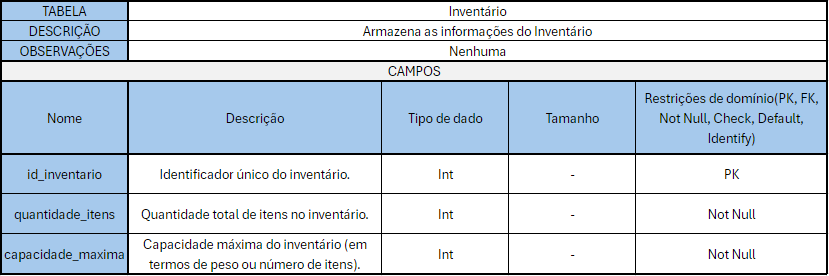 TABELA Inventário
DESCRIÇÃO Armazena as informações do Inventário
OBSERVAÇÕES Nenhuma
CAMPOS
Nome Descrição Tipo de dado Tamanho Restrições de domínio(PK, FK,
Not Null, Check, Default,
Identify)
id_inventario Identificador único do inventário. Int - PK
quantidade_itens Quantidade total de itens no inventário. Int - Not Null
capacidade_maxima Capacidade máxima do inventário (em
termos de peso ou número de itens). Int - Not Null